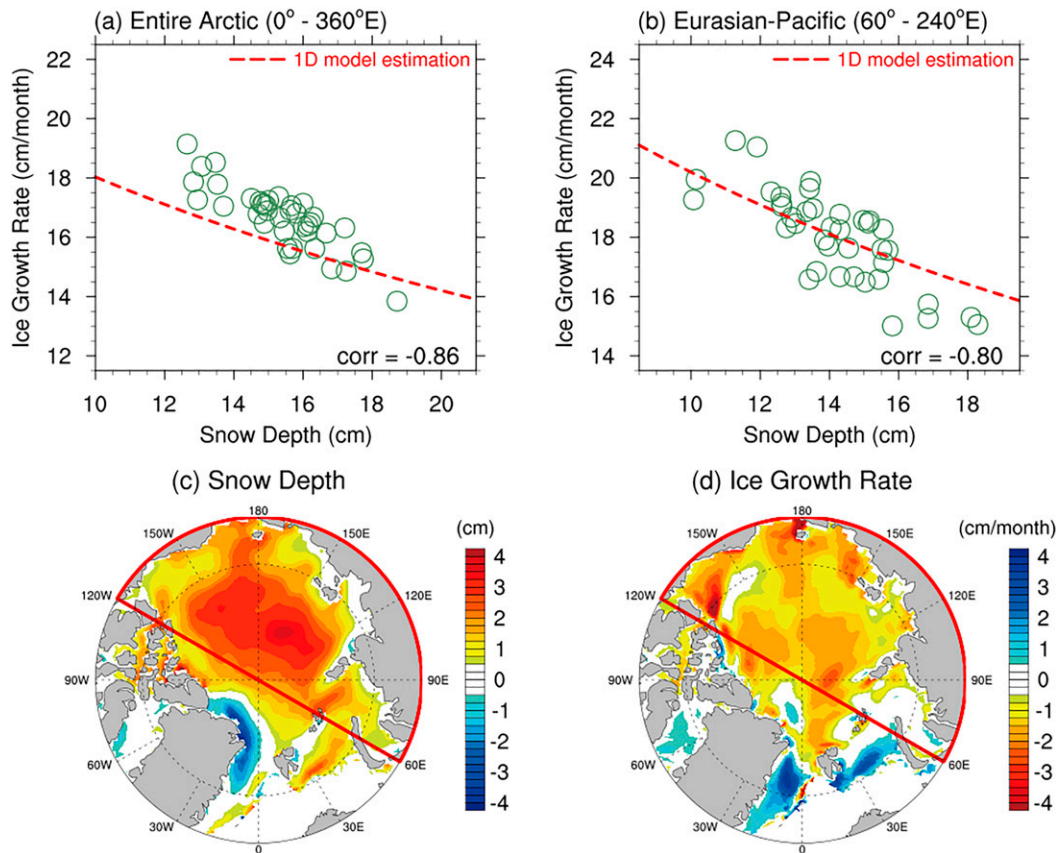 (a) Entire Arctic (0° - 360°E)
(b) Eurasian-Pacific (60° - 240°E)
1D model estimation
1D model estimation
Ice Growth Rate (cm/month)
22
20
18
16
14
12
corr = -0.86
10 12 14 16 18 20
Snow Depth (cm)
Ice Growth Rate (cm/month)
24
22
20
18
16
14
corr = -0.80
10 12 14 16 18
Snow Depth (cm)
(c) Snow Depth
180
150W
150E
120W
120E
90W
90E
60W
60E
30W
30E
0
(cm)
4
3
2
1
0
-1
-2
-3
-4
(d) Ice Growth Rate
180
150W
150E
120W
120E
90W
90E
60W
60E
30W
30E
0
(cm/month)
4
3
2
1
0
-1
-2
-3
-4